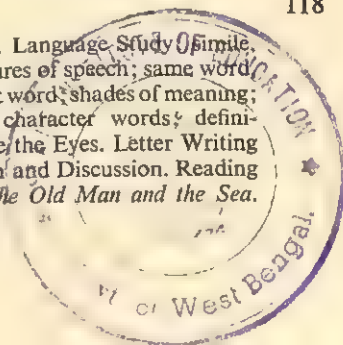 118
Language Study Simile,
ures of speech; same word,
word; shades of meaning;
character words; defini-
the Eyes. Letter Writing
and Discussion. Reading
he Old Man and the Sea.
OF EDUCATION
West Bengal.